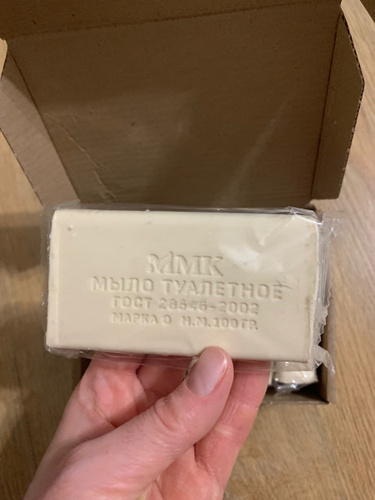 ММК
МЫЛО ТУАЛЕТНОЕ
ГОСТ 28546-2002
МАРКА О Н.М.100ГР.